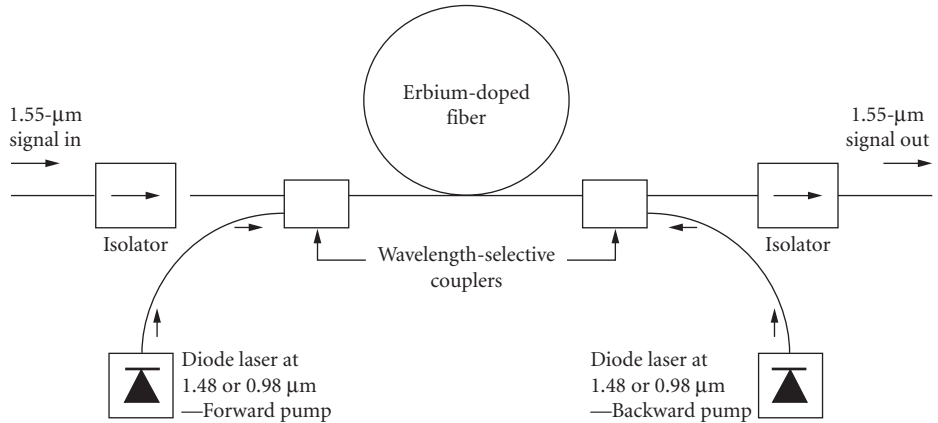 Erbium-doped
fiber
1.55-μm
signal in
1.55-μm
signal out
Isolator
Wavelength-selective
couplers
Isolator
Diode laser at
1.48 or 0.98 μm
—Forward pump
Diode laser at
1.48 or 0.98 μm
—Backward pump